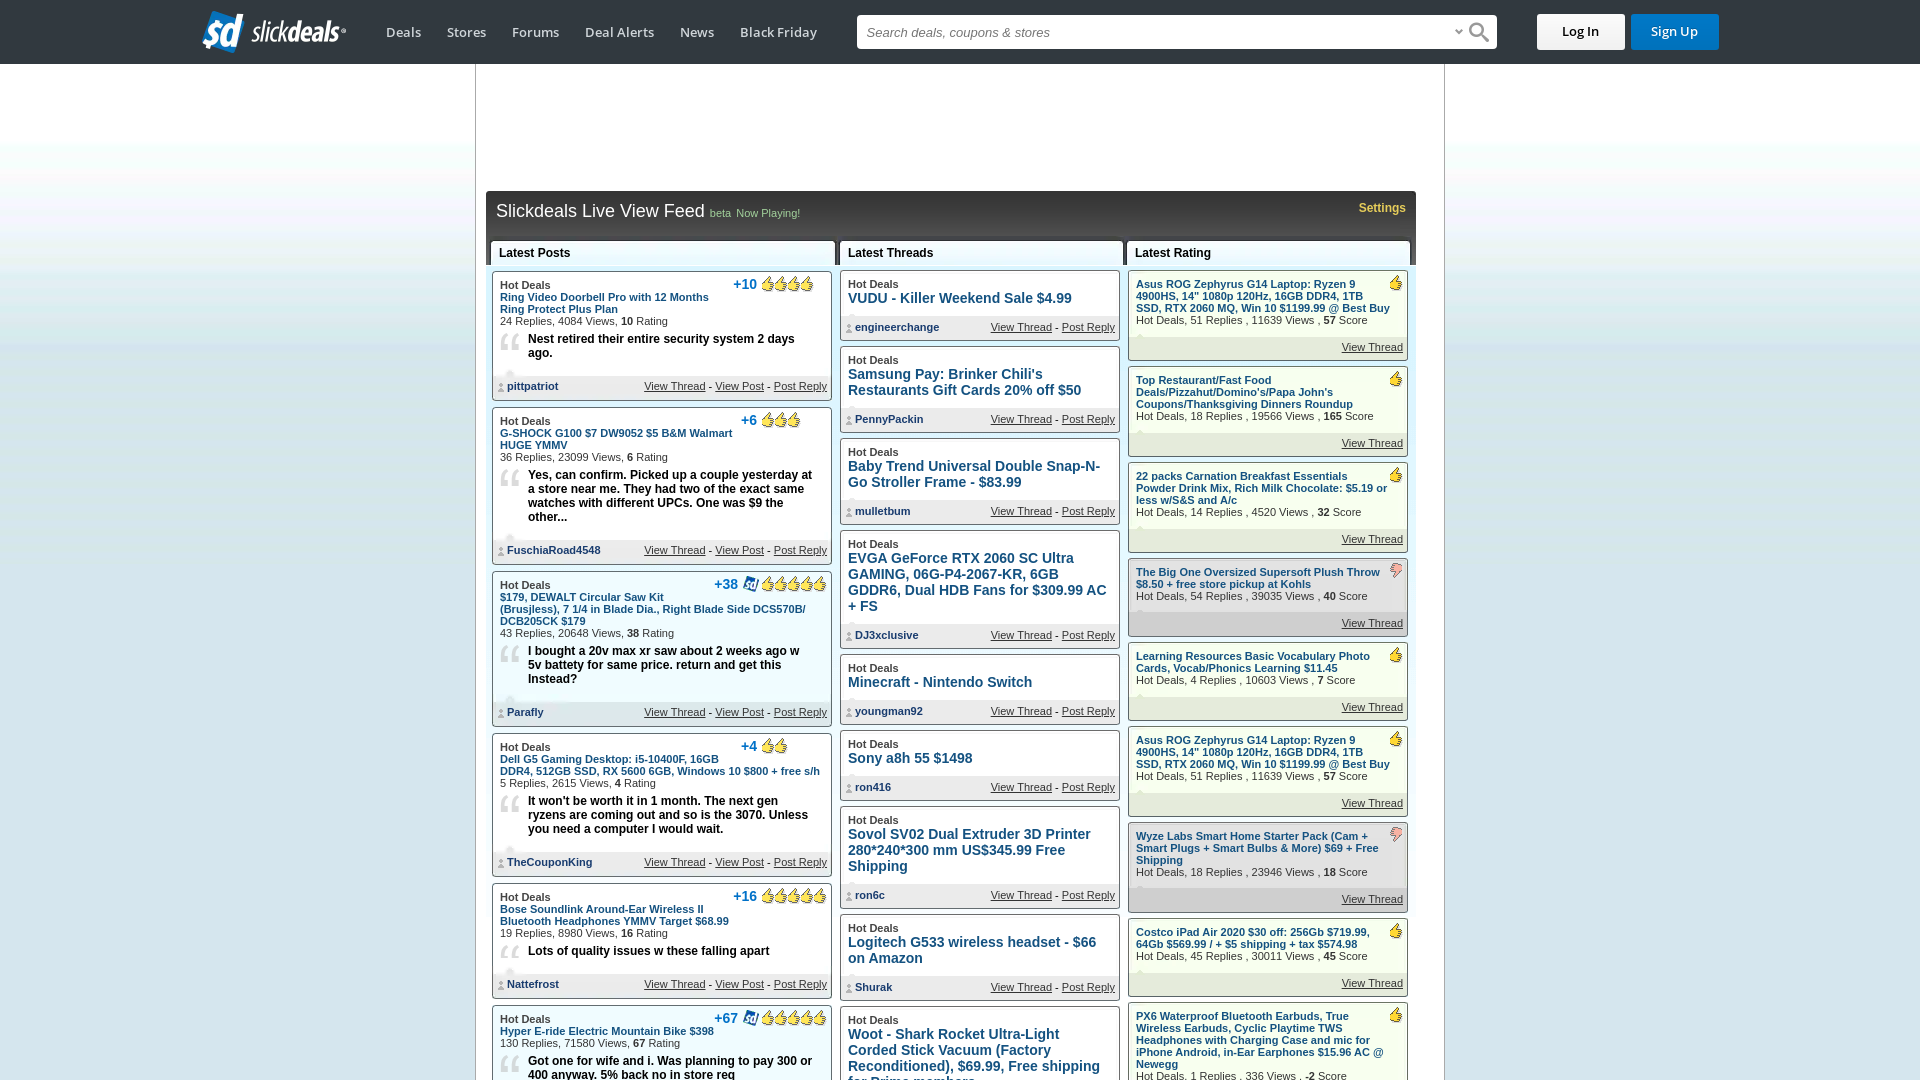 sd slickdeals
Deals
Stores
Forums
Deal Alerts
News
Black Friday
Search deals, coupons & stores
Log In
Sign Up
Slickdeals Live View Feed beta Now Playing!
Settings
Latest Posts
Hot Deals
+10
Ring Video Doorbell Pro with 12 Months
Ring Protect Plus Plan
24 Replies, 4084 Views, 10 Rating
Nest retired their entire security system 2 days
ago.
pittpatriot
View Thread - View Post - Post Reply
Hot Deals
+6
G-SHOCK G100 $7 DW9052 $5 B&M Walmart
HUGE YMMV
36 Replies, 23099 Views, 6 Rating
Yes, can confirm. Picked up a couple yesterday at
a store near me. They had two of the exact same
watches with different UPCs. One was $9 the
other...
FuschiaRoad4548
View Thread - View Post - Post Reply
Hot Deals
+38
$179, DEWALT Circular Saw Kit
(Brusjless), 7 1/4 in Blade Dia., Right Blade Side DCS570B/
DCB205CK $179
43 Replies, 20648 Views, 38 Rating
I bought a 20v max xr saw about 2 weeks ago w
5v battety for same price. return and get this
Instead?
Parafly
View Thread - View Post - Post Reply
Hot Deals
+4
Dell G5 Gaming Desktop: i5-10400F, 16GB
DDR4, 512GB SSD, RX 5600 6GB, Windows 10 $800 + free s/h
5 Replies, 2615 Views, 4 Rating
It won't be worth it in 1 month. The next gen
ryzens are coming out and so is the 3070. Unless
you need a computer I would wait.
TheCouponKing
View Thread - View Post - Post Reply
Hot Deals
+16
Bose Soundlink Around-Ear Wireless II
Bluetooth Headphones YMMV Target $68.99
19 Replies, 8980 Views, 16 Rating
Lots of quality issues w these falling apart
Nattefrost
View Thread - View Post - Post Reply
Hot Deals
+67
Hyper E-ride Electric Mountain Bike $398
130 Replies, 71580 Views, 67 Rating
Got one for wife and i. Was planning to pay 300 or
400 anyway. 5% back no in store req
Latest Threads
Hot Deals
VUDU - Killer Weekend Sale $4.99
engineerchange
View Thread - Post Reply
Hot Deals
Samsung Pay: Brinker Chili's
Restaurants Gift Cards 20% off $50
PennyPackin
View Thread - Post Reply
Hot Deals
Baby Trend Universal Double Snap-N-
Go Stroller Frame - $83.99
mulletbum
View Thread - Post Reply
Hot Deals
EVGA GeForce RTX 2060 SC Ultra
GAMING, 06G-P4-2067-KR, 6GB
GDDR6, Dual HDB Fans for $309.99 AC
+ FS
DJ3xclusive
View Thread - Post Reply
Hot Deals
Minecraft - Nintendo Switch
youngman92
View Thread - Post Reply
Hot Deals
Sony a8h 55 $1498
ron416
View Thread - Post Reply
Hot Deals
Sovol SV02 Dual Extruder 3D Printer
280*240*300 mm US$345.99 Free
Shipping
ron6c
View Thread - Post Reply
Hot Deals
Logitech G533 wireless headset - $66
on Amazon
Shurak
View Thread - Post Reply
Hot Deals
Woot - Shark Rocket Ultra-Light
Corded Stick Vacuum (Factory
Reconditioned), $69.99, Free shipping
for Prime members
Latest Rating
Asus ROG Zephyrus G14 Laptop: Ryzen 9
4900HS, 14" 1080p 120Hz, 16GB DDR4, 1TB
SSD, RTX 2060 MQ, Win 10 $1199.99 @ Best Buy
Hot Deals, 51 Replies , 11639 Views , 57 Score
View Thread
Top Restaurant/Fast Food
Deals/Pizzahut/Domino's/Papa John's
Coupons/Thanksgiving Dinners Roundup
Hot Deals, 18 Replies , 19566 Views , 165 Score
View Thread
22 packs Carnation Breakfast Essentials
Powder Drink Mix, Rich Milk Chocolate: $5.19 or
less w/S&S and A/c
Hot Deals, 14 Replies , 4520 Views , 32 Score
View Thread
The Big One Oversized Supersoft Plush Throw
$8.50 + free store pickup at Kohls
Hot Deals, 54 Replies , 39035 Views , 40 Score
View Thread
Learning Resources Basic Vocabulary Photo
Cards, Vocab/Phonics Learning $11.45
Hot Deals, 4 Replies , 10603 Views , 7 Score
View Thread
Asus ROG Zephyrus G14 Laptop: Ryzen 9
4900HS, 14" 1080p 120Hz, 16GB DDR4, 1TB
SSD, RTX 2060 MQ, Win 10 $1199.99 @ Best Buy
Hot Deals, 51 Replies , 11639 Views , 57 Score
View Thread
Wyze Labs Smart Home Starter Pack (Cam +
Smart Plugs + Smart Bulbs & More) $69 + Free
Shipping
Hot Deals, 18 Replies , 23946 Views , 18 Score
View Thread
Costco iPad Air 2020 $30 off: 256Gb $719.99,
64Gb $569.99 / + $5 shipping + tax $574.98
Hot Deals, 45 Replies , 30011 Views , 45 Score
View Thread
PX6 Waterproof Bluetooth Earbuds, True
Wireless Earbuds, Cyclic Playtime TWS
Headphones with Charging Case and mic for
iPhone Android, in-Ear Earphones $15.96 AC @
Newegg
Hot Deals, 1 Replies , 336 Views , -2 Score